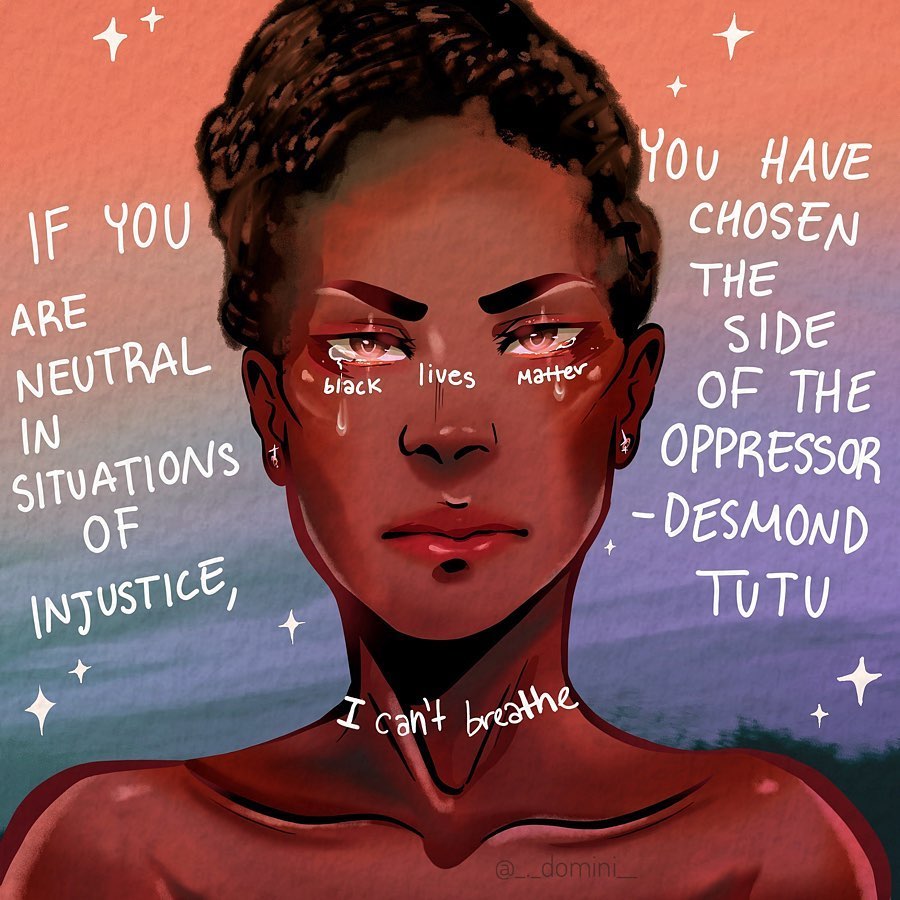 IF YOU
ARE
NEUTRAL
IN
SITUATIONS
OF
INJUSTICE,
YOU HAVE
CHOSEN
THE
SIDE
OF THE
OPPRESSOR
-DESMOND
TUTU
black lives matter
I can't breathe
@_._domini__